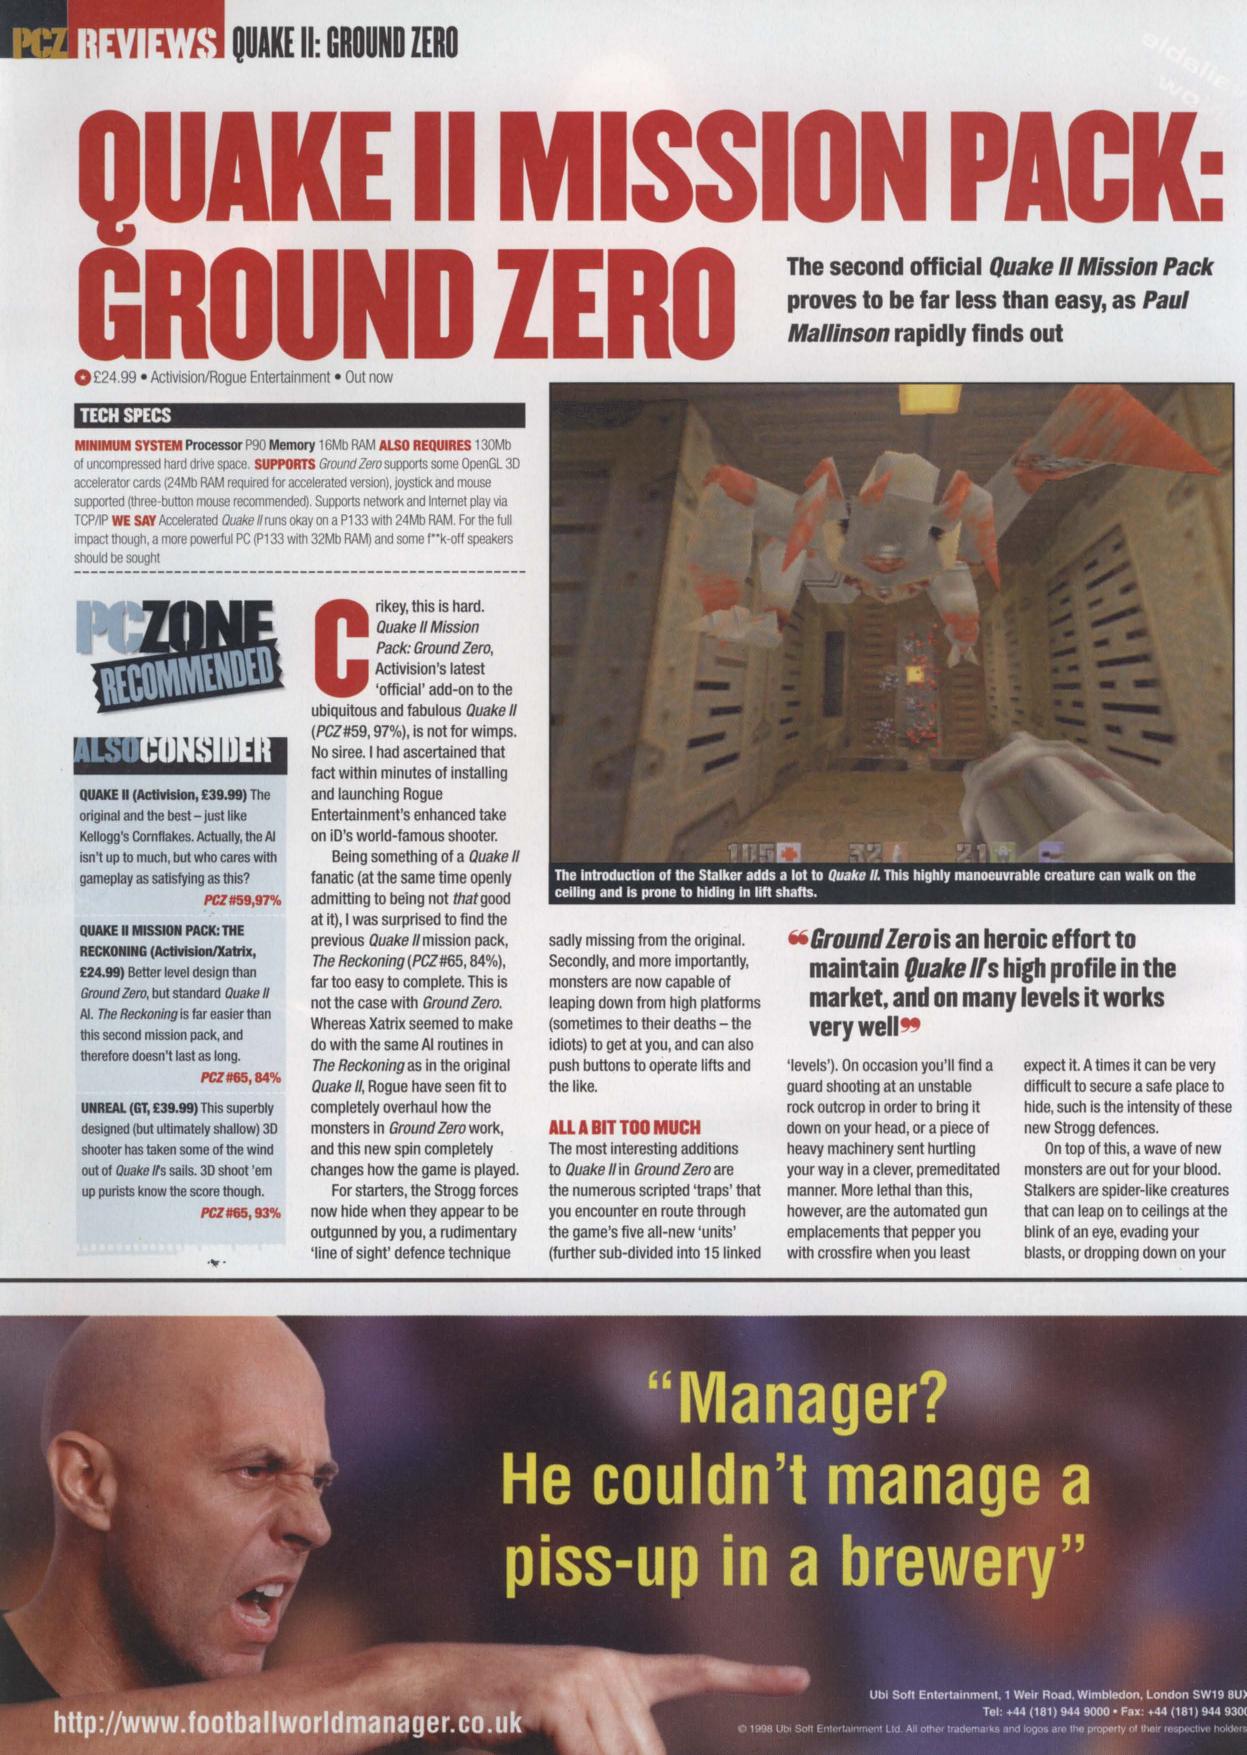 PCZ REVIEWS QUAKE II: GROUND ZERO
QUAKE II MISSION PACK:
GROUND ZERO
The second official Quake II Mission Pack
proves to be far less than easy, as Paul
Mallinson rapidly finds out
£24.99 • Activision/Rogue Entertainment • Out now
TECH SPECS
MINIMUM SYSTEM Processor P90 Memory 16Mb RAM ALSO REQUIRES 130Mb
of uncompressed hard drive space. SUPPORTS Ground Zero supports some OpenGL 3D
accelerator cards (24Mb RAM required for accelerated version), joystick and mouse
supported (three-button mouse recommended). Supports network and Internet play via
TCP/IP WE SAY Accelerated Quake II runs okay on a P133 with 24Mb RAM. For the full
impact though, a more powerful PC (P133 with 32Mb RAM) and some f**k-off speakers
should be sought
PCZONE
RECOMMENDED
ALSOCONSIDER
QUAKE II (Activision, £39.99) The
original and the best – just like
Kellogg's Cornflakes. Actually, the AI
isn't up to much, but who cares with
gameplay as satisfying as this?
PCZ #59,97%
QUAKE II MISSION PACK: THE
RECKONING (Activision/Xatrix,
£24.99) Better level design than
Ground Zero, but standard Quake II
AI. The Reckoning is far easier than
this second mission pack, and
therefore doesn't last as long.
PCZ #65, 84%
UNREAL (GT, £39.99) This superbly
designed (but ultimately shallow) 3D
shooter has taken some of the wind
out of Quake II's sails. 3D shoot 'em
up purists know the score though.
PCZ #65, 93%
Crikey, this is hard.
Quake II Mission
Pack: Ground Zero,
Activision's latest
'official' add-on to the
ubiquitous and fabulous Quake II
(PCZ #59, 97%), is not for wimps.
No siree. I had ascertained that
fact within minutes of installing
and launching Rogue
Entertainment's enhanced take
on iD's world-famous shooter.
Being something of a Quake II
fanatic (at the same time openly
admitting to being not that good
at it), I was surprised to find the
previous Quake II mission pack,
The Reckoning (PCZ #65, 84%),
far too easy to complete. This is
not the case with Ground Zero.
Whereas Xatrix seemed to make
do with the same AI routines in
The Reckoning as in the original
Quake II, Rogue have seen fit to
completely overhaul how the
monsters in Ground Zero work,
and this new spin completely
changes how the game is played.
For starters, the Strogg forces
now hide when they appear to be
outgunned by you, a rudimentary
'line of sight' defence technique
105 32 21
The introduction of the Stalker adds a lot to Quake II. This highly manoeuvrable creature can walk on the
ceiling and is prone to hiding in lift shafts.
sadly missing from the original.
Secondly, and more importantly,
monsters are now capable of
leaping down from high platforms
(sometimes to their deaths – the
idiots) to get at you, and can also
push buttons to operate lifts and
the like.
ALL A BIT TOO MUCH
The most interesting additions
to Quake II in Ground Zero are
the numerous scripted 'traps' that
you encounter en route through
the game's five all-new 'units'
(further sub-divided into 15 linked
“Ground Zero is an heroic effort to
maintain Quake II's high profile in the
market, and on many levels it works
very well”
'levels'). On occasion you'll find a
guard shooting at an unstable
rock outcrop in order to bring it
down on your head, or a piece of
heavy machinery sent hurtling
your way in a clever, premeditated
manner. More lethal than this,
however, are the automated gun
emplacements that pepper you
with crossfire when you least
expect it. A times it can be very
difficult to secure a safe place to
hide, such is the intensity of these
new Strogg defences.
On top of this, a wave of new
monsters are out for your blood.
Stalkers are spider-like creatures
that can leap on to ceilings at the
blink of an eye, evading your
blasts, or dropping down on your
“Manager?
He couldn't manage a
piss-up in a brewery”
http://www.footballworldmanager.co.uk
Ubi Soft Entertainment, 1 Weir Road, Wimbledon, London SW19 8UX
Tel: +44 (181) 944 9000 • Fax: +44 (181) 944 9300
© 1998 Ubi Soft Entertainment Ltd. All other trademarks and logos are the property of their respective holders